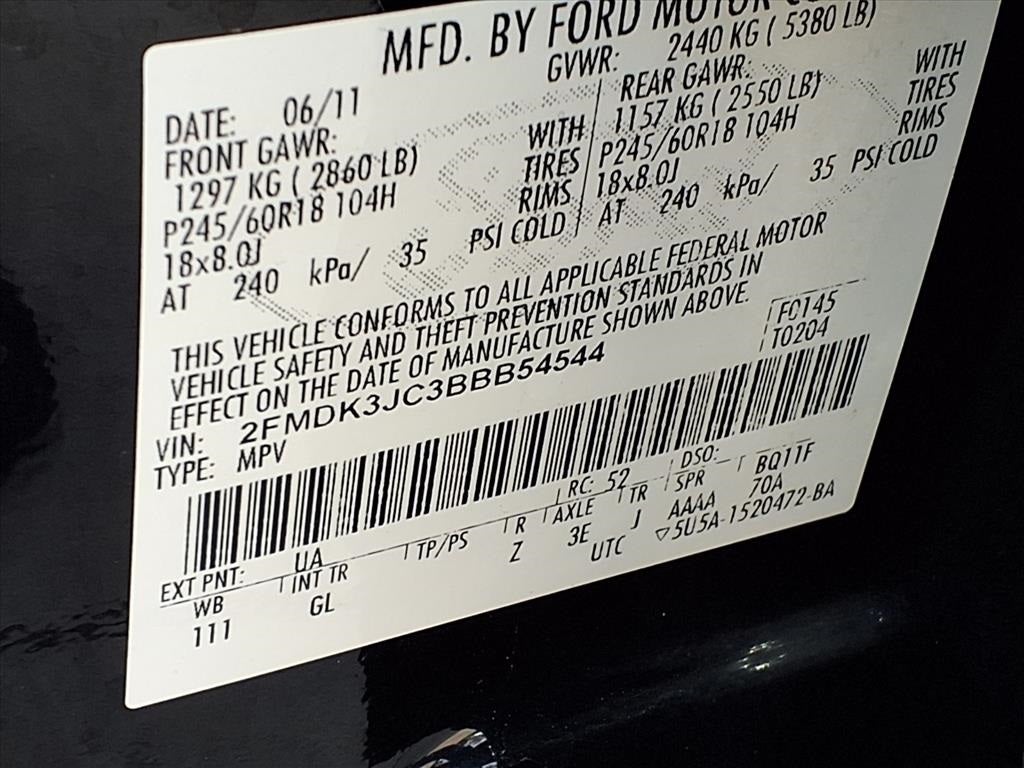 MFD. BY FORD MOTOR CO
DATE: 06/11
GVWR: 2440 KG ( 5380 LB)
FRONT GAWR:
1297 KG ( 2860 LB) WITH
P245/60R18 104H TIRES
18x8.0J RIMS
AT 240 kPa/ 35 PSI COLD
REAR GAWR:
1157 KG ( 2550 LB) WITH
P245/60R18 104H TIRES
18x8.0J RIMS
AT 240 kPa/ 35 PSI COLD
THIS VEHICLE CONFORMS TO ALL APPLICABLE FEDERAL MOTOR
VEHICLE SAFETY AND THEFT PREVENTION STANDARDS IN
EFFECT ON THE DATE OF MANUFACTURE SHOWN ABOVE.
VIN: 2FMDK3JC3BBB54544
TYPE: MPV
F0145
T0204
EXT PNT: UA RC: 52 DSO:
WB INT TR TP/PS R AXLE TR SPR BQ11F
111 GL Z 3E J AAAA 70A
UTC ▽5U5A-1520472-BA